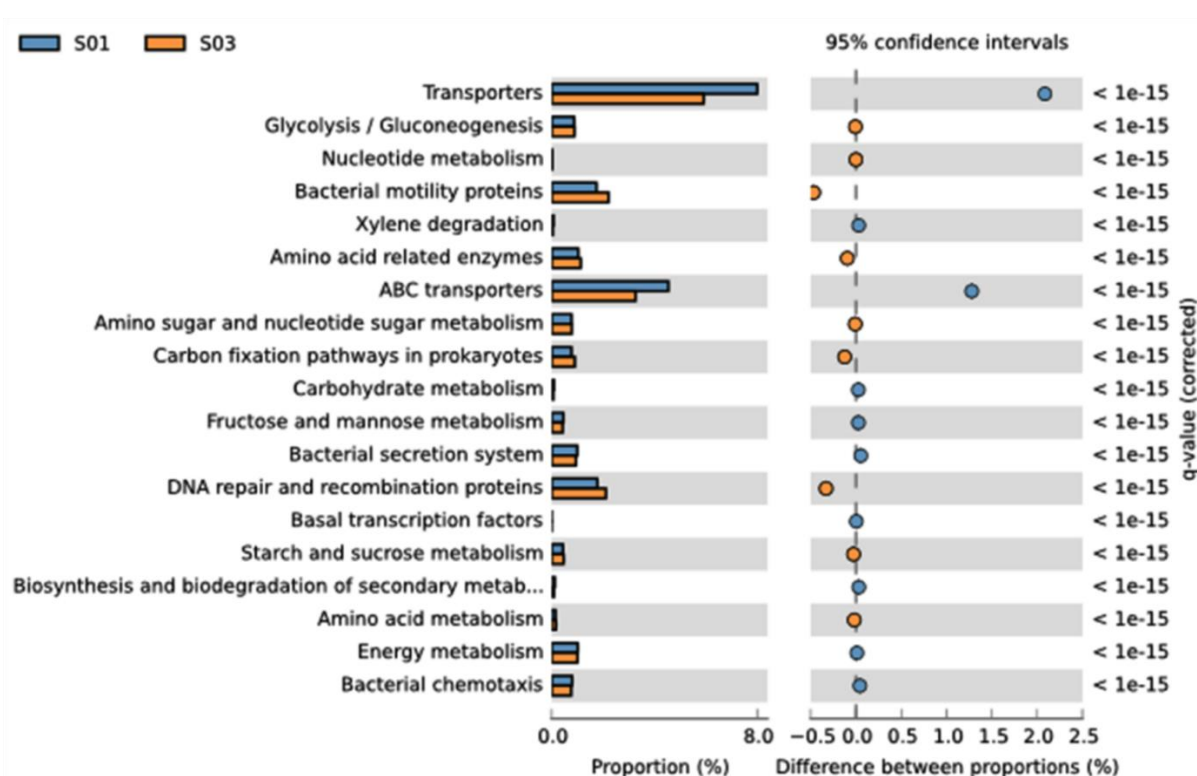 S01 S03
95% confidence intervals
Transporters < 1e-15
Glycolysis / Gluconeogenesis < 1e-15
Nucleotide metabolism < 1e-15
Bacterial motility proteins < 1e-15
Xylene degradation < 1e-15
Amino acid related enzymes < 1e-15
ABC transporters < 1e-15
Amino sugar and nucleotide sugar metabolism < 1e-15
Carbon fixation pathways in prokaryotes < 1e-15
Carbohydrate metabolism < 1e-15
Fructose and mannose metabolism < 1e-15
Bacterial secretion system < 1e-15
DNA repair and recombination proteins < 1e-15
Basal transcription factors < 1e-15
Starch and sucrose metabolism < 1e-15
Biosynthesis and biodegradation of secondary metab... < 1e-15
Amino acid metabolism < 1e-15
Energy metabolism < 1e-15
Bacterial chemotaxis < 1e-15
q-value (corrected)
0.0 8.0 −0.5 0.0 0.5 1.0 1.5 2.0 2.5
Proportion (%) Difference between proportions (%)